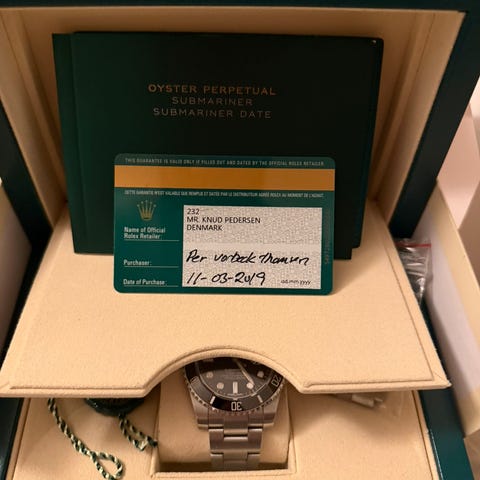 OYSTER PERPETUAL
SUBMARINER
SUBMARINER DATE
THIS GUARANTEE IS VALID ONLY IF FILLED OUT AND DATED BY THE OFFICIAL ROLEX RETAILER.
CETTE GARANTIE N'EST VALABLE QUE REMPLIE ET DATÉE PAR LE DISTRIBUTEUR AGRÉÉ ROLEX AU MOMENT DE L'ACHAT.
232
MR. KNUD PEDERSEN
DENMARK
Name of Official
Rolex Retailer:
Purchaser:
Per
Date of Purchase:
11-03-2019
dd.mm.yyyy
30
20